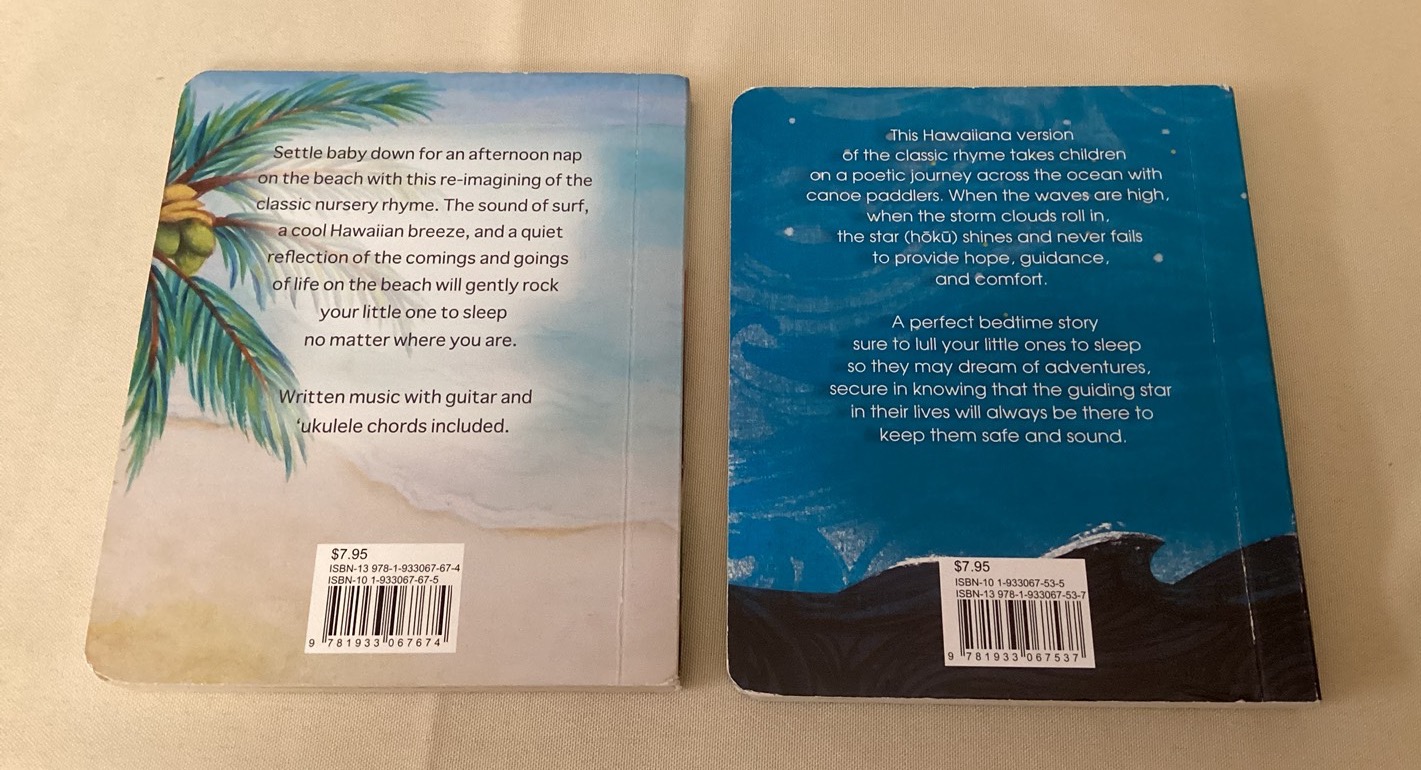 Settle baby down for an afternoon nap
on the beach with this re-imagining of the
classic nursery rhyme. The sound of surf,
a cool Hawaiian breeze, and a quiet
reflection of the comings and goings
of life on the beach will gently rock
your little one to sleep
no matter where you are.
Written music with guitar and
‘ukulele chords included.
$7.95
ISBN-13 978-1-933067-67-4
ISBN-10 1-933067-67-5
9 781933 067674
This Hawaiiana version
of the classic rhyme takes children
on a poetic journey across the ocean with
canoe paddlers. When the waves are high,
when the storm clouds roll in,
the star (hōkū) shines and never fails
to provide hope, guidance,
and comfort.
A perfect bedtime story
sure to lull your little ones to sleep
so they may dream of adventures,
secure in knowing that the guiding star
in their lives will always be there to
keep them safe and sound.
$7.95
ISBN-10 1-933067-53-5
ISBN-13 978-1-933067-53-7
9 781933 067537